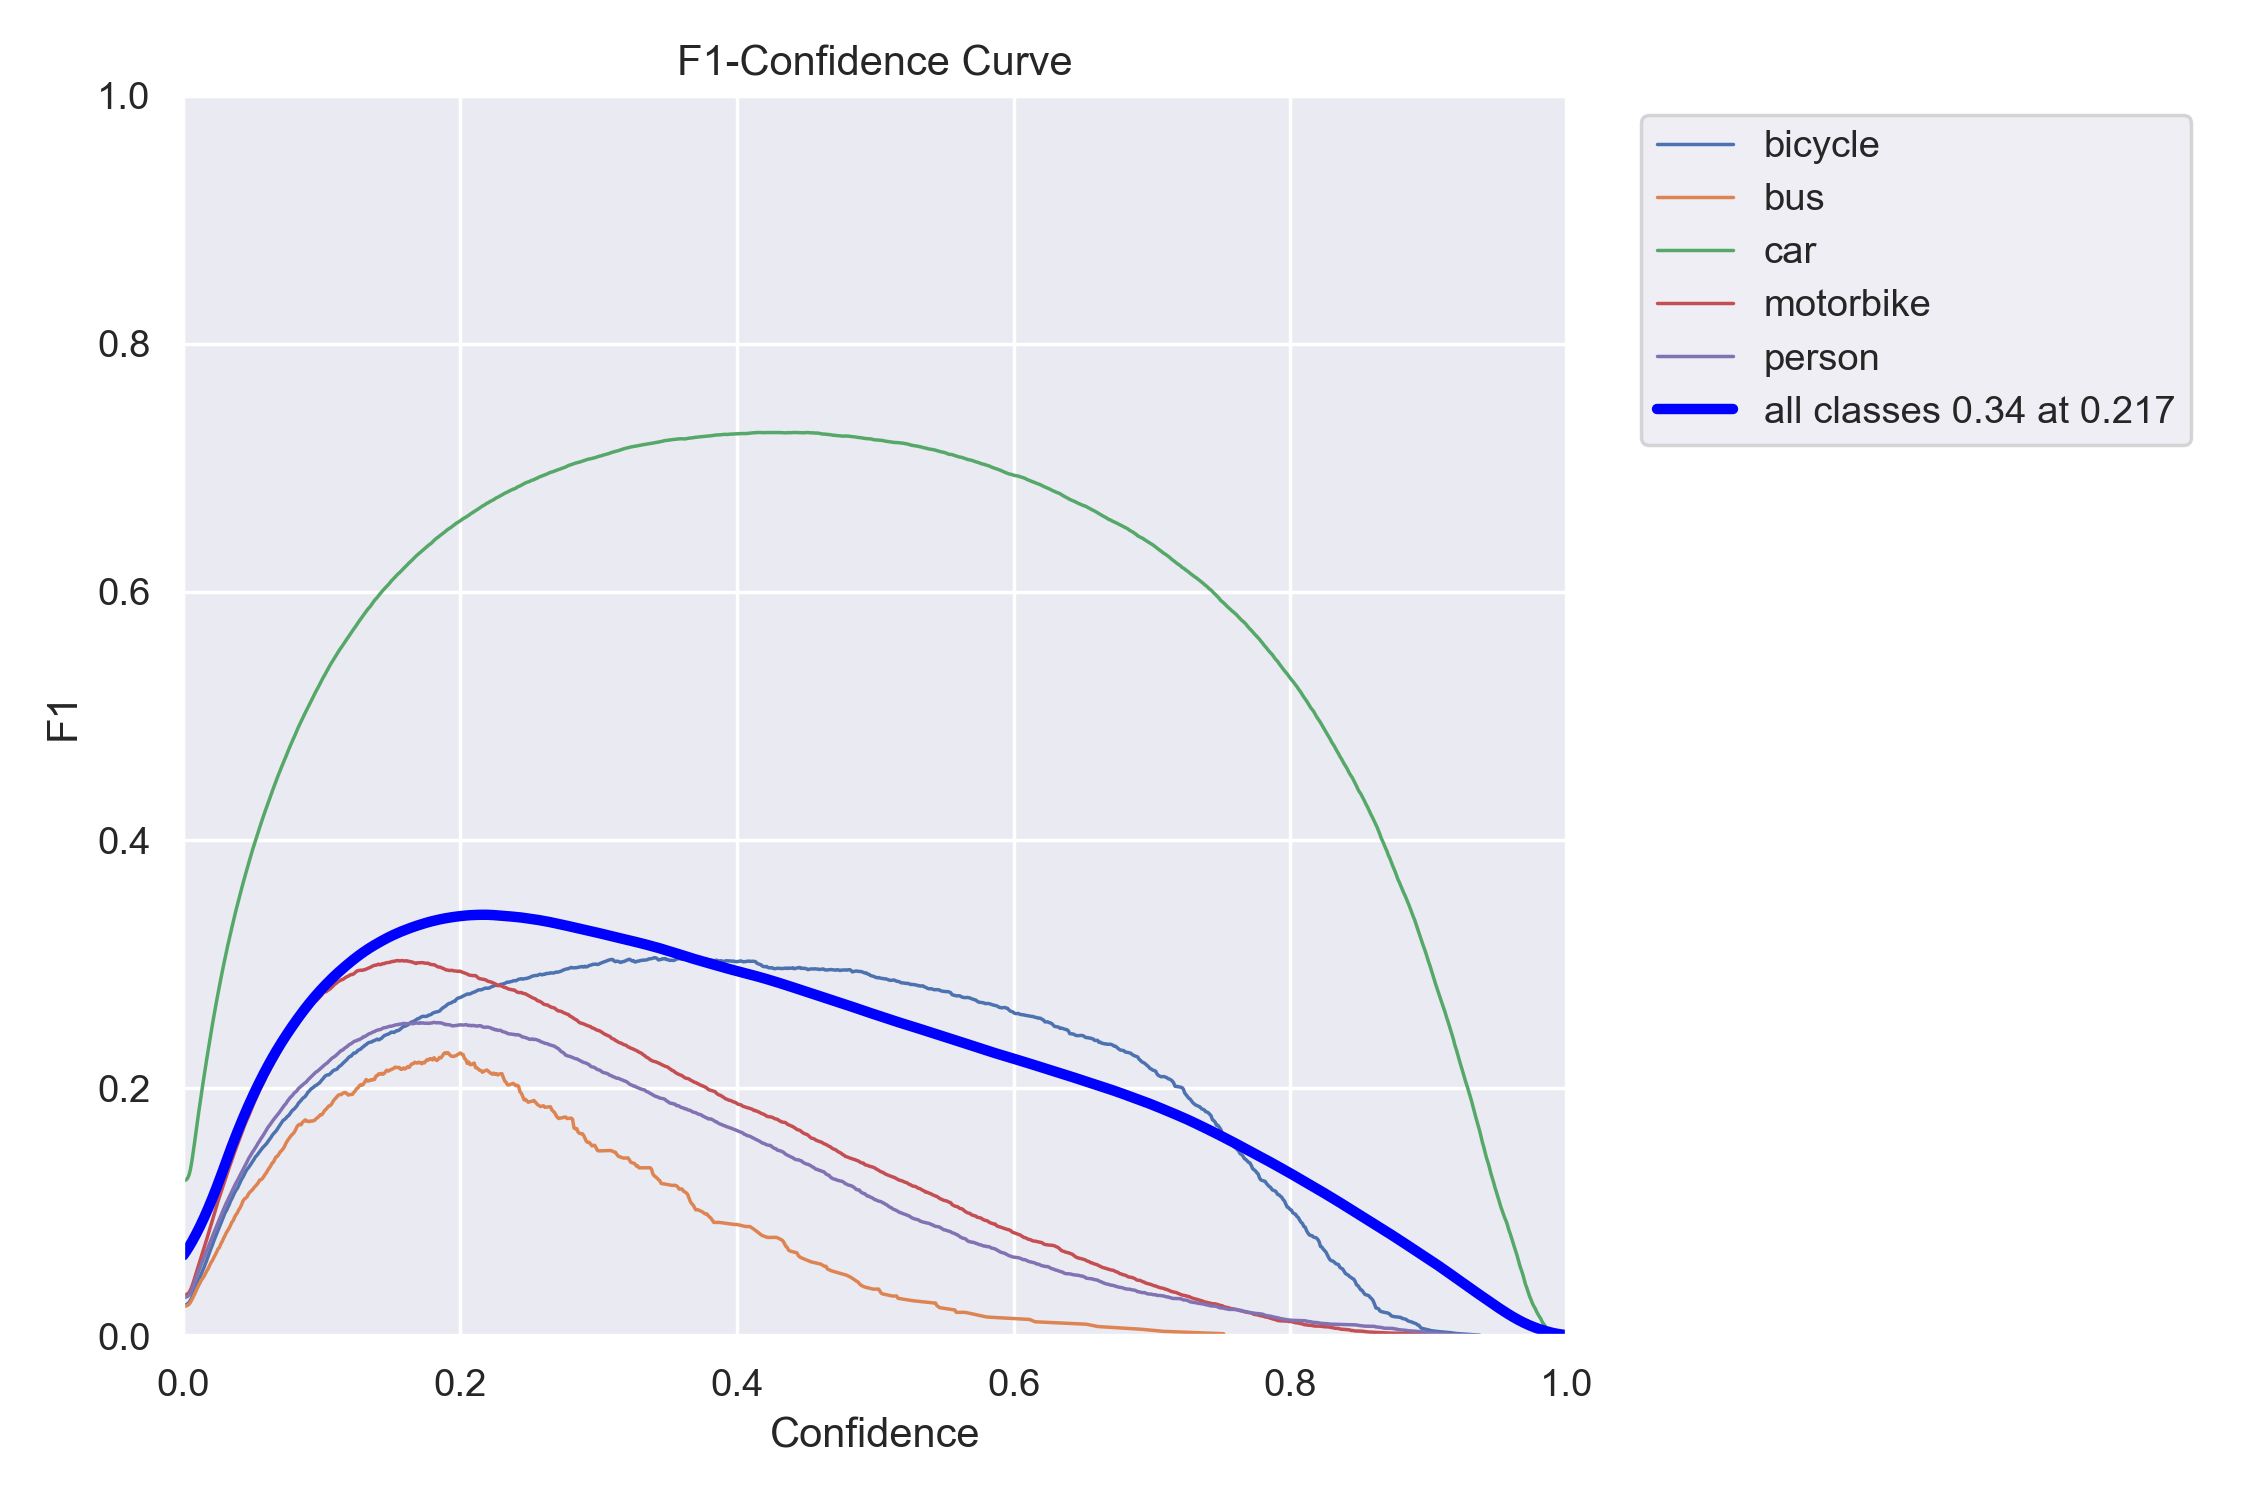 F1-Confidence Curve
1.0
0.8
0.6
0.4
0.2
0.0
F1
0.0 0.2 0.4 0.6 0.8 1.0
Confidence
bicycle
bus
car
motorbike
person
all classes 0.34 at 0.217